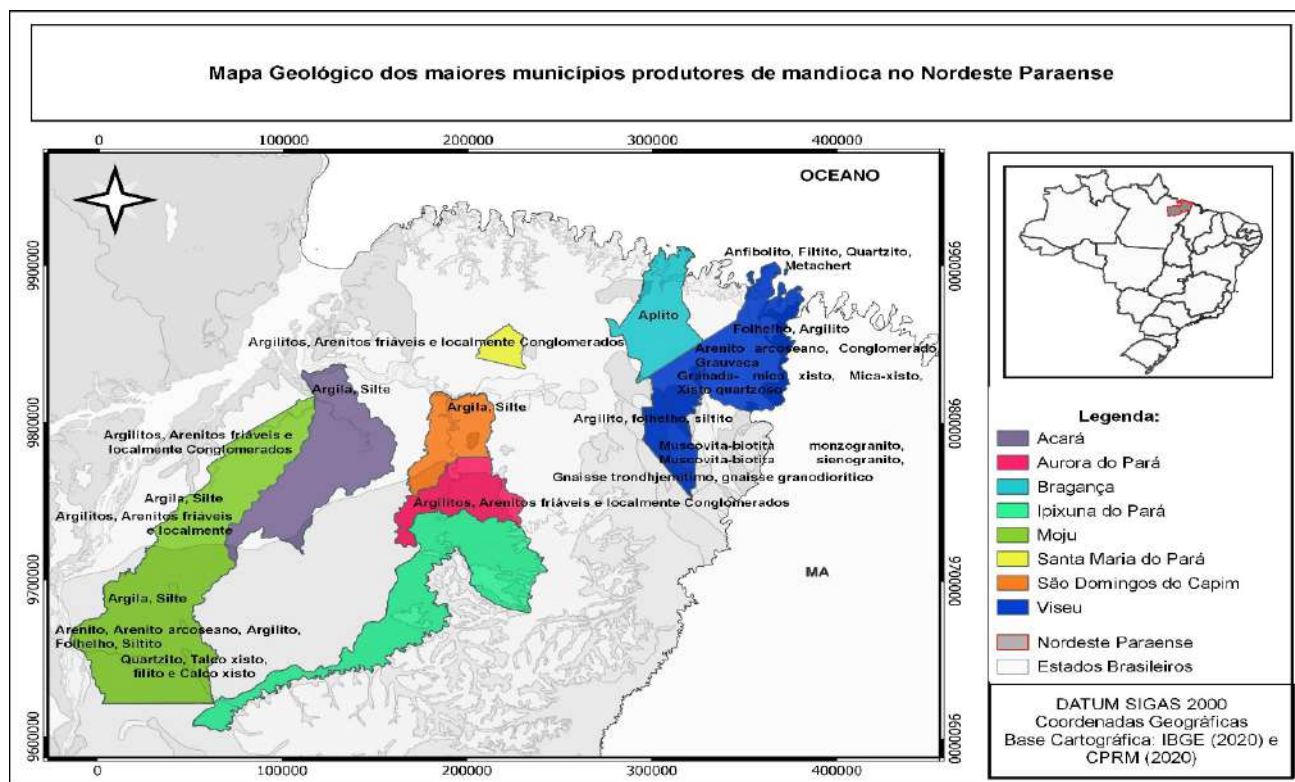 Mapa Geológico dos maiores municípios produtores de mandioca no Nordeste Paraense
0 100000 200000 300000 400000
OCEANO
9900000
9900000
Anfibolito, Filtito, Quartzito,
Metachert
Aplito
Folhelho, Argilito
Argilitos, Arenitos friáveis e localmente Conglomerados
Arenito arcoseano, Conglomerado,
Grauvaca
Granada- mica xisto, Mica-xisto,
Xisto quartzoso
Argila, Silte
Argila, Silte
9800000
9800000
Argilito, folhelho, siltito
Argilitos, Arenitos friáveis e
localmente Conglomerados
Muscovita-biotita monzogranito,
Muscovita-biotita sienogranito,
Gnaisse trondhjemitimo, gnaisse granodiorítico
Argila, Silte
Argilitos, Arenitos friáveis
e localmente
Argilitos, Arenitos friáveis e localmente Conglomerados
9700000
9700000
MA
Argila, Silte
Arenito, Arenito arcoseano, Argilito,
Folhelho, Siltito
Quartzito, Talco xisto,
filito e Calco xisto
9600000
9600000
0 100000 200000 300000 400000
Legenda:
Acará
Aurora do Pará
Bragança
Ipixuna do Pará
Moju
Santa Maria do Pará
São Domingos do Capim
Viseu
Nordeste Paraense
Estados Brasileiros
DATUM SIGAS 2000
Coordenadas Geográficas
Base Cartográfica: IBGE (2020) e
CPRM (2020)